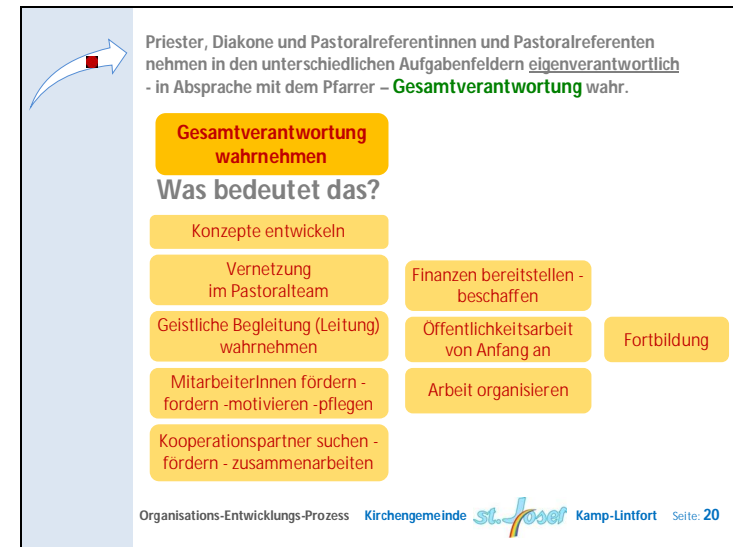 Priester, Diakone und Pastoralreferentinnen und Pastoralreferenten
nehmen in den unterschiedlichen Aufgabenfeldern eigenverantwortlich
- in Absprache mit dem Pfarrer – Gesamtverantwortung wahr.
Gesamtverantwortung
wahrnehmen
Was bedeutet das?
Konzepte entwickeln
Vernetzung
im Pastoralteam
Geistliche Begleitung (Leitung)
wahrnehmen
MitarbeiterInnen fördern -
fordern -motivieren -pflegen
Kooperationspartner suchen -
fördern - zusammenarbeiten
Finanzen bereitstellen -
beschaffen
Öffentlichkeitsarbeit
von Anfang an
Arbeit organisieren
Fortbildung
Organisations-Entwicklungs-Prozess Kirchengemeinde St. Josef Kamp-Lintfort Seite: 20